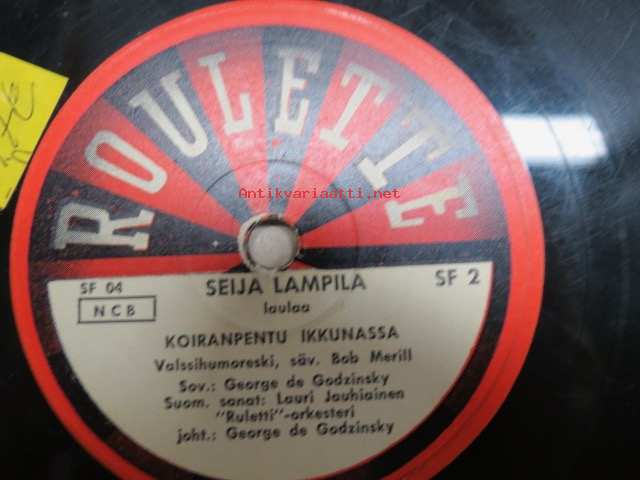 ROULETTE
Antikvariaatti.net
SF 04
SEIJA LAMPILA
SF 2
NCB
laulaa
KOIRANPENTU IKKUNASSA
Valssihumoreski, säv. Bob Merill
Sov.: George de Godzinsky
Suom. sanat: Lauri Jauhiainen
"Ruletti"-orkesteri
joht.: George de Godzinsky